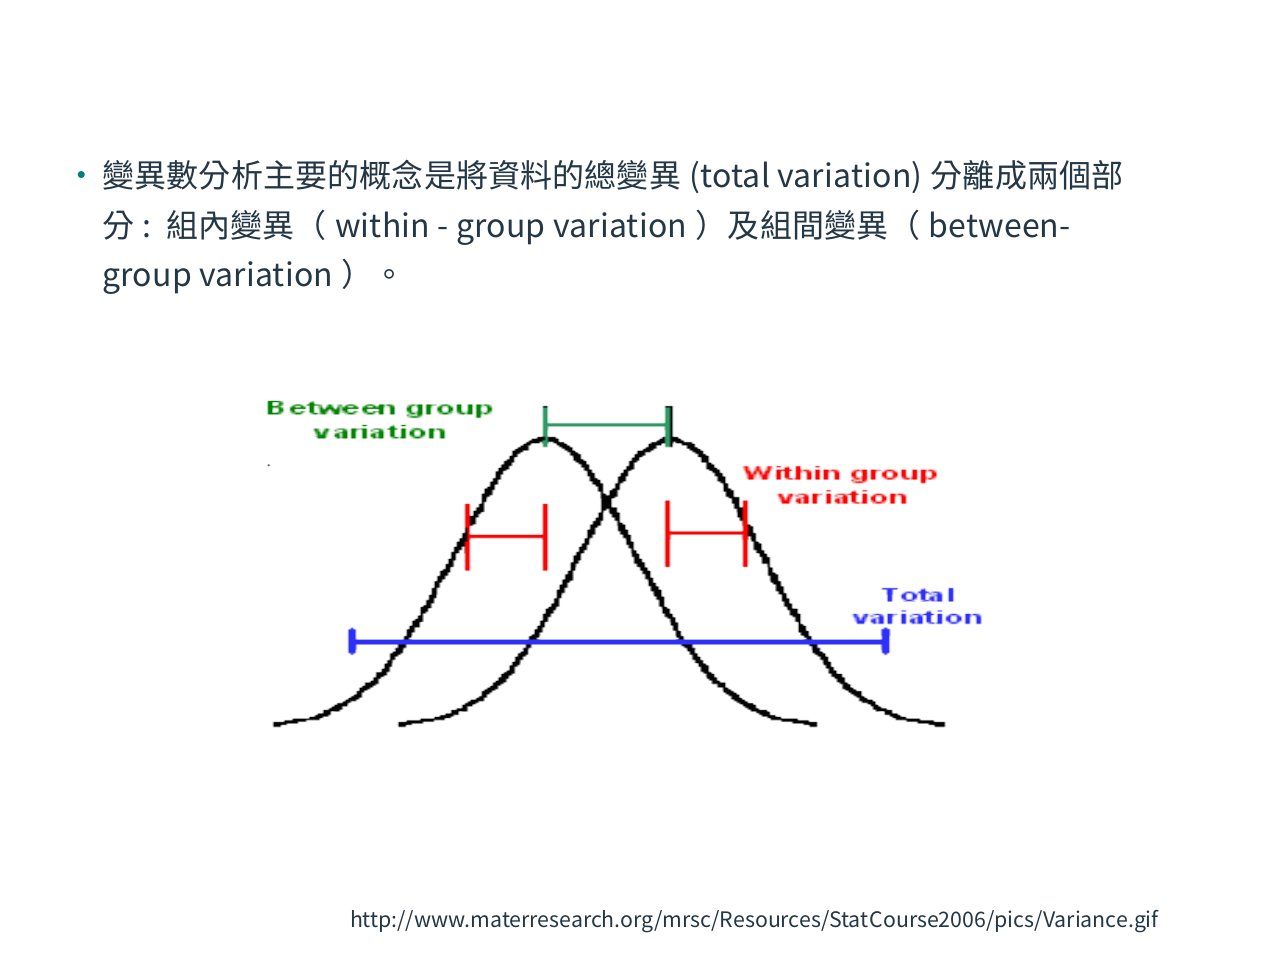 • 變異數分析主要的概念是將資料的總變異 (total variation) 分離成兩個部
分 : 組內變異（ within - group variation ）及組間變異（ between-
group variation ）。
Between group
variation
Within group
variation
Total
variation
http://www.materresearch.org/mrsc/Resources/StatCourse2006/pics/Variance.gif